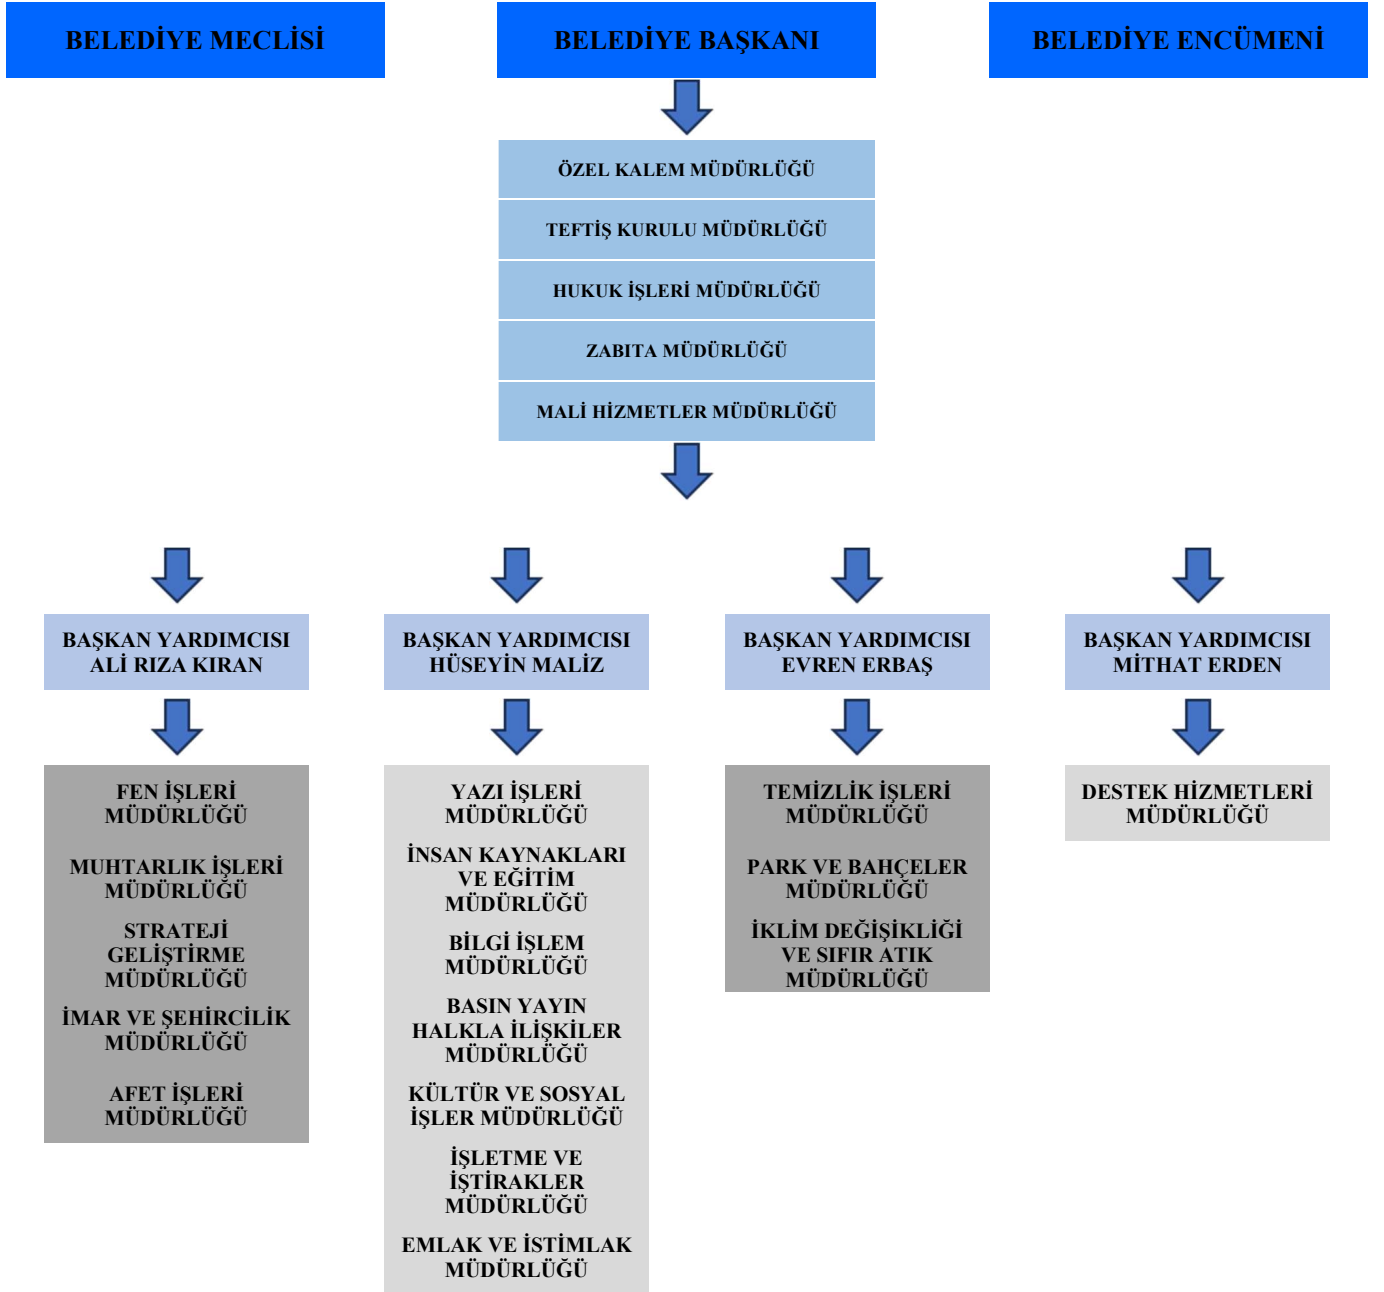 BELEDİYE MECLİSİ
BELEDİYE BAŞKANI
BELEDİYE ENCÜMENİ
ÖZEL KALEM MÜDÜRLÜĞÜ
TEFTİŞ KURULU MÜDÜRLÜĞÜ
HUKUK İŞLERİ MÜDÜRLÜĞÜ
ZABITA MÜDÜRLÜĞÜ
MALİ HİZMETLER MÜDÜRLÜĞÜ
BAŞKAN YARDIMCISI
ALİ RIZA KIRAN
BAŞKAN YARDIMCISI
HÜSEYİN MALİZ
BAŞKAN YARDIMCISI
EVREN ERBAŞ
BAŞKAN YARDIMCISI
MİTHAT ERDEN
FEN İŞLERİ
MÜDÜRLÜĞÜ
MUHTARLIK İŞLERİ
MÜDÜRLÜĞÜ
STRATEJİ
GELİŞTİRME
MÜDÜRLÜĞÜ
İMAR VE ŞEHİRCİLİK
MÜDÜRLÜĞÜ
AFET İŞLERİ
MÜDÜRLÜĞÜ
YAZI İŞLERİ
MÜDÜRLÜĞÜ
İNSAN KAYNAKLARI
VE EĞİTİM
MÜDÜRLÜĞÜ
BİLGİ İŞLEM
MÜDÜRLÜĞÜ
BASIN YAYIN
HALKLA İLİŞKİLER
MÜDÜRLÜĞÜ
KÜLTÜR VE SOSYAL
İŞLER MÜDÜRLÜĞÜ
İŞLETME VE
İŞTİRAKLER
MÜDÜRLÜĞÜ
EMLAK VE İSTİMLAK
MÜDÜRLÜĞÜ
TEMİZLİK İŞLERİ
MÜDÜRLÜĞÜ
PARK VE BAHÇELER
MÜDÜRLÜĞÜ
İKLİM DEĞİŞİKLİĞİ
VE SIFIR ATIK
MÜDÜRLÜĞÜ
DESTEK HİZMETLERİ
MÜDÜRLÜĞÜ